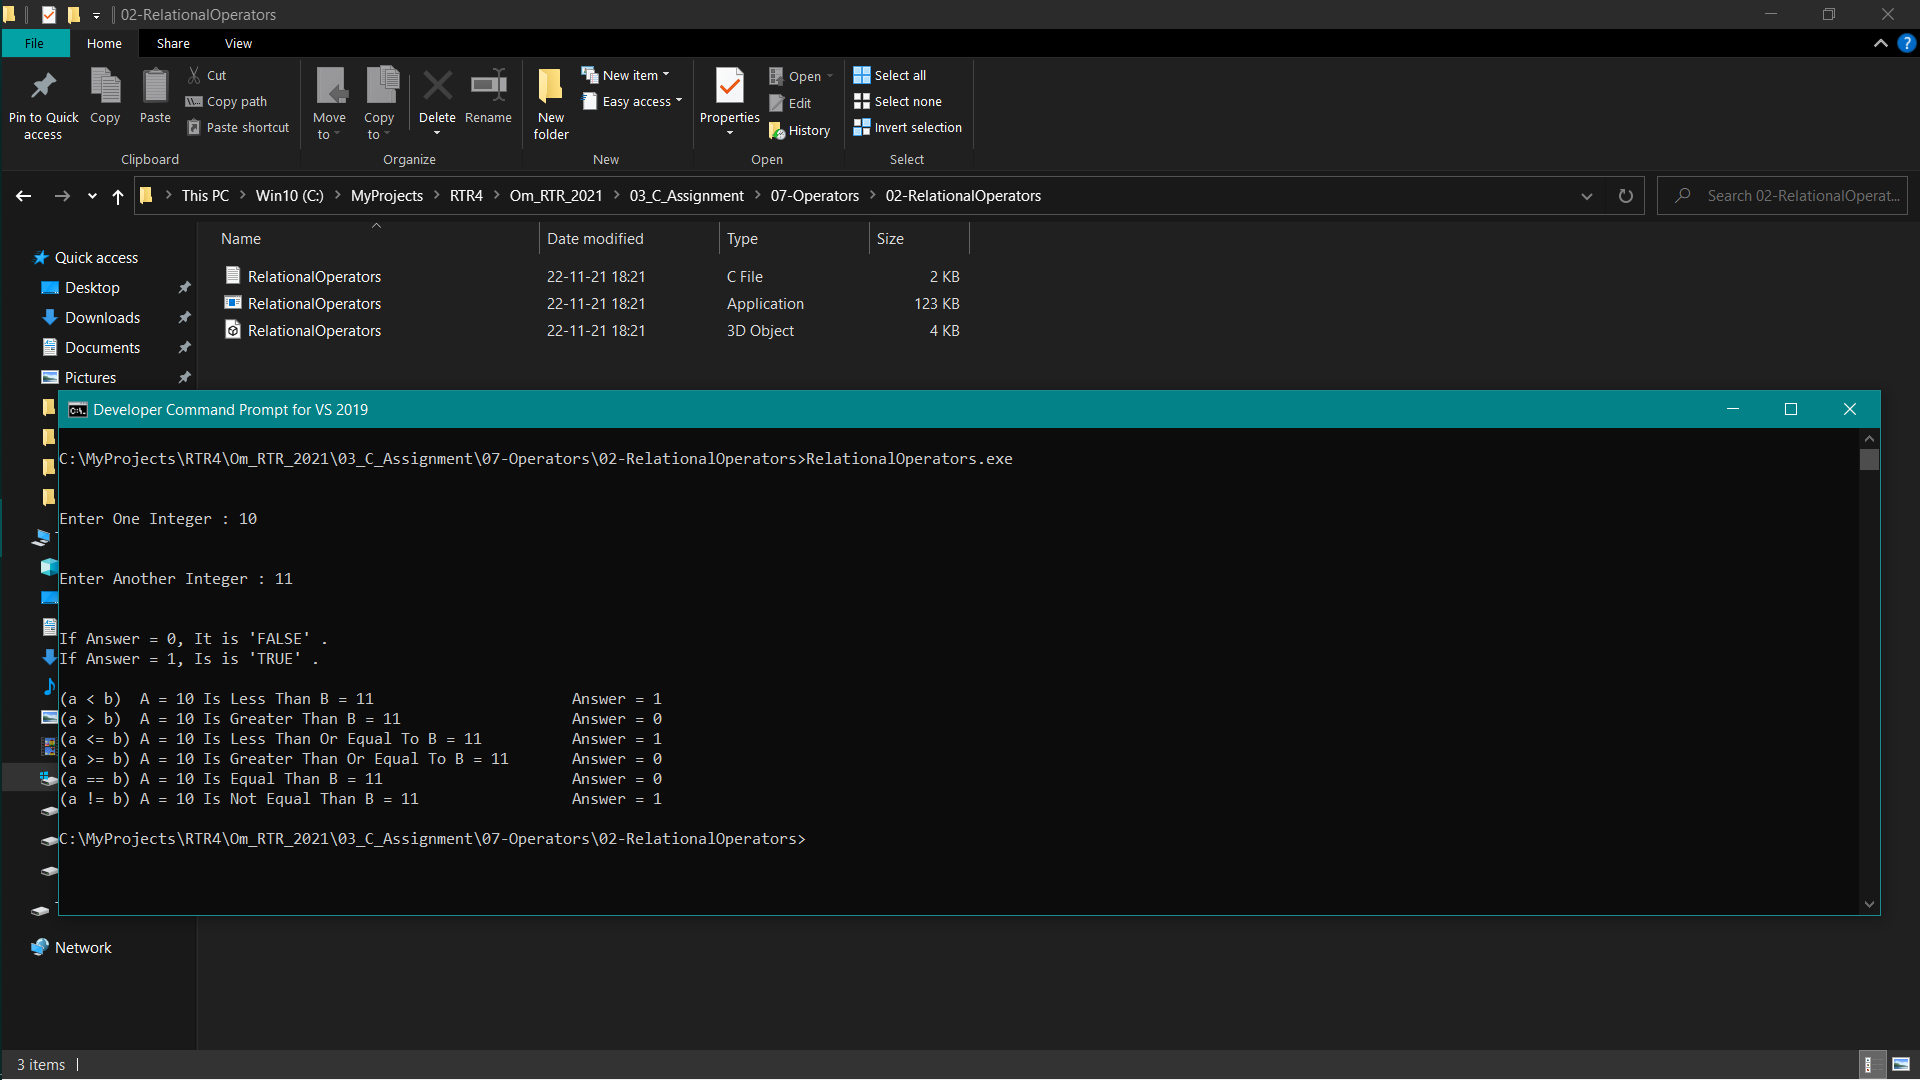 02-RelationalOperators
File Home Share View
Pin to Quick access
Copy
Paste
Cut
Copy path
Paste shortcut
Clipboard
Move to
Copy to
Delete
Rename
Organize
New folder
New item
Easy access
New
Properties
Open
Edit
History
Open
Select all
Select none
Invert selection
Select
This PC > Win10 (C:) > MyProjects > RTR4 > Om_RTR_2021 > 03_C_Assignment > 07-Operators > 02-RelationalOperators
Search 02-RelationalOperat...
Name Date modified Type Size
RelationalOperators 22-11-21 18:21 C File 2 KB
RelationalOperators 22-11-21 18:21 Application 123 KB
RelationalOperators 22-11-21 18:21 3D Object 4 KB
Quick access
Desktop
Downloads
Documents
Pictures
Network
Developer Command Prompt for VS 2019
C:\MyProjects\RTR4\Om_RTR_2021\03_C_Assignment\07-Operators\02-RelationalOperators>RelationalOperators.exe
Enter One Integer : 10
Enter Another Integer : 11
If Answer = 0, It is 'FALSE' .
If Answer = 1, Is is 'TRUE' .
(a < b)  A = 10 Is Less Than B = 11 Answer = 1
(a > b)  A = 10 Is Greater Than B = 11 Answer = 0
(a <= b) A = 10 Is Less Than Or Equal To B = 11 Answer = 1
(a >= b) A = 10 Is Greater Than Or Equal To B = 11 Answer = 0
(a == b) A = 10 Is Equal Than B = 11 Answer = 0
(a != b) A = 10 Is Not Equal Than B = 11 Answer = 1
C:\MyProjects\RTR4\Om_RTR_2021\03_C_Assignment\07-Operators\02-RelationalOperators>
3 items